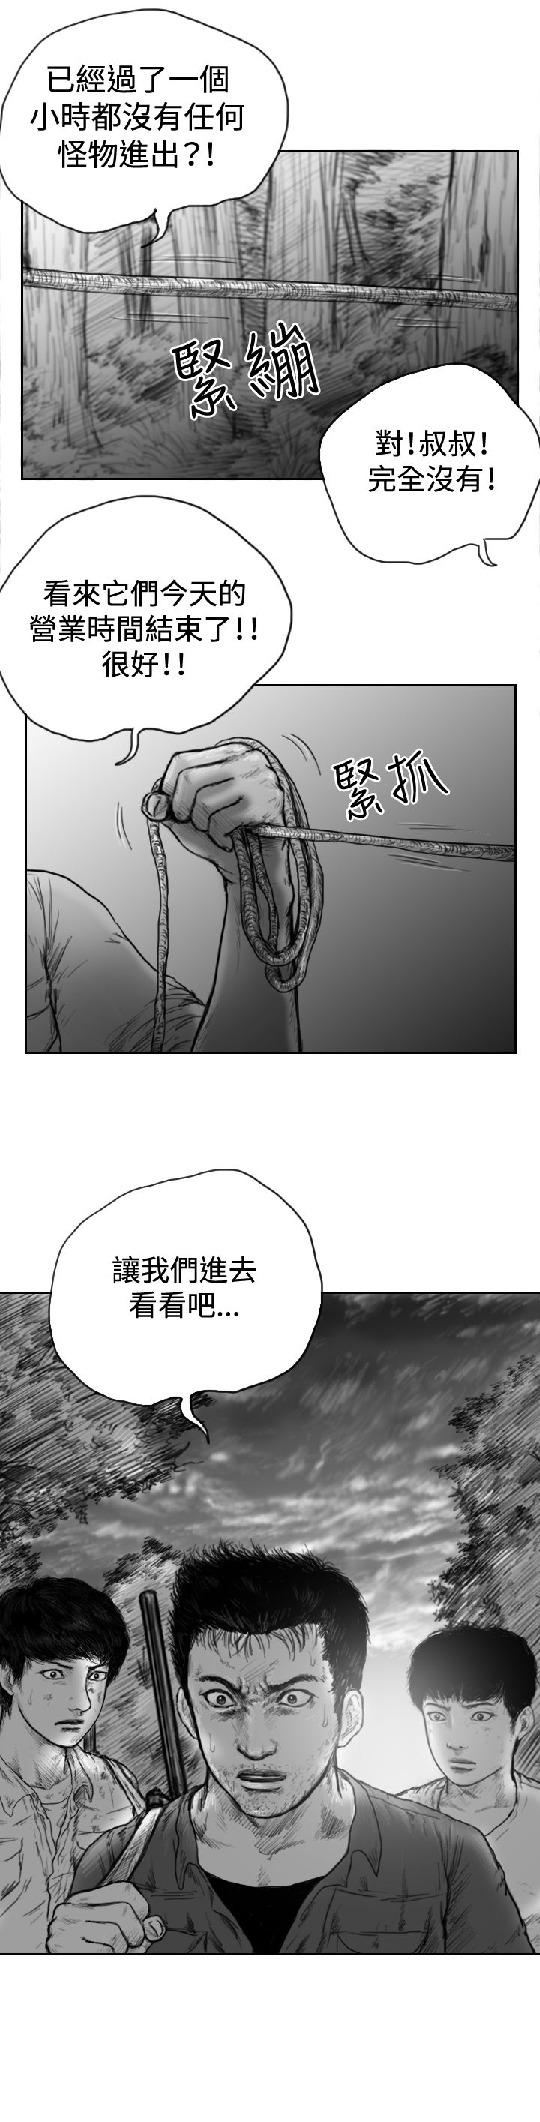 已經過了一個
小時都沒有任何
怪物進出?!
緊繃
對!叔叔!
完全沒有!
看來它們今天的
營業時間結束了!!
很好!!
緊抓
讓我們進去
看看吧...